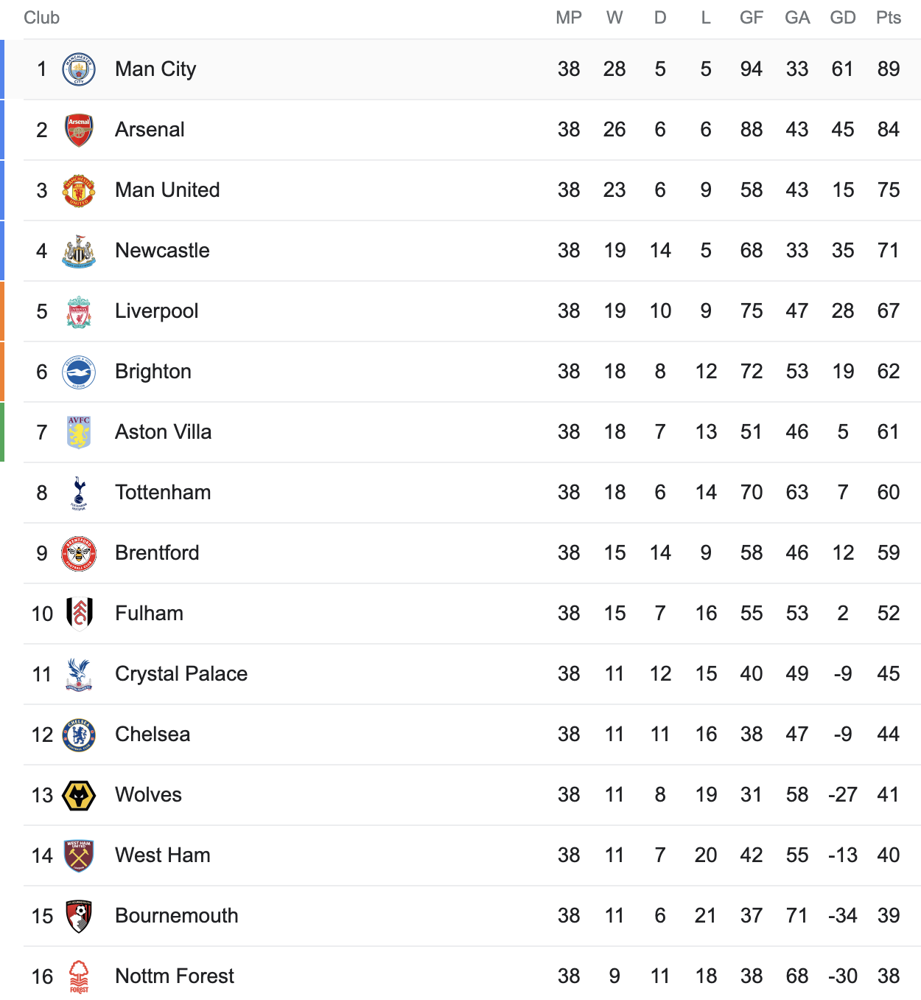 Club MP W D L GF GA GD Pts
1 Man City 38 28 5 5 94 33 61 89
2 Arsenal 38 26 6 6 88 43 45 84
3 Man United 38 23 6 9 58 43 15 75
4 Newcastle 38 19 14 5 68 33 35 71
5 Liverpool 38 19 10 9 75 47 28 67
6 Brighton 38 18 8 12 72 53 19 62
7 AVFC Aston Villa 38 18 7 13 51 46 5 61
8 Tottenham 38 18 6 14 70 63 7 60
9 Brentford 38 15 14 9 58 46 12 59
10 Fulham 38 15 7 16 55 53 2 52
11 Crystal Palace 38 11 12 15 40 49 -9 45
12 Chelsea 38 11 11 16 38 47 -9 44
13 Wolves 38 11 8 19 31 58 -27 41
14 West Ham 38 11 7 20 42 55 -13 40
15 Bournemouth 38 11 6 21 37 71 -34 39
16 Nottm Forest 38 9 11 18 38 68 -30 38